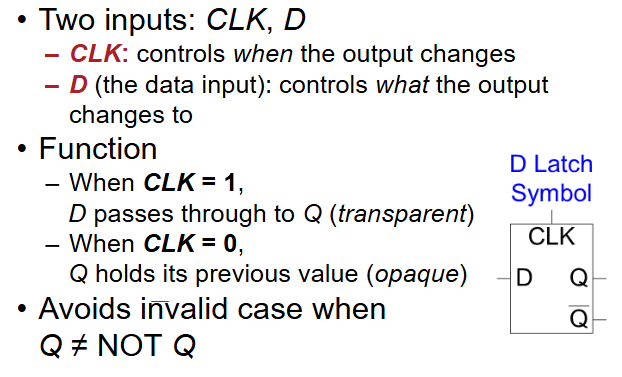 • Two inputs: CLK, D
– CLK: controls when the output changes
– D (the data input): controls what the output
changes to
• Function
– When CLK = 1,
D passes through to Q (transparent)
– When CLK = 0,
Q holds its previous value (opaque)
• Avoids invalid case when
Q ≠ NOT Q
D Latch
Symbol
CLK
D Q
Q̅